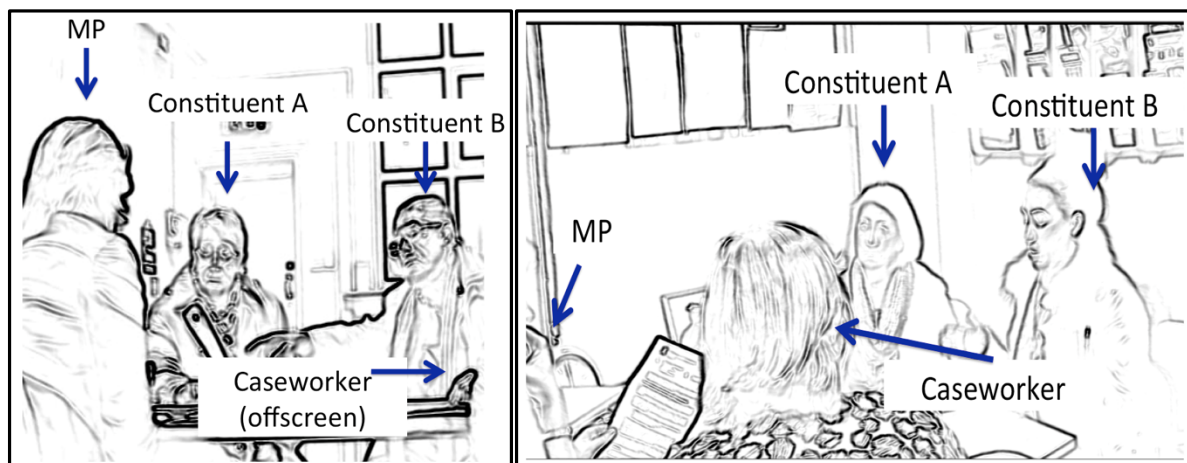 MP
Constituent A
Constituent B
Caseworker
(offscreen)
Constituent A
Constituent B
MP
Caseworker